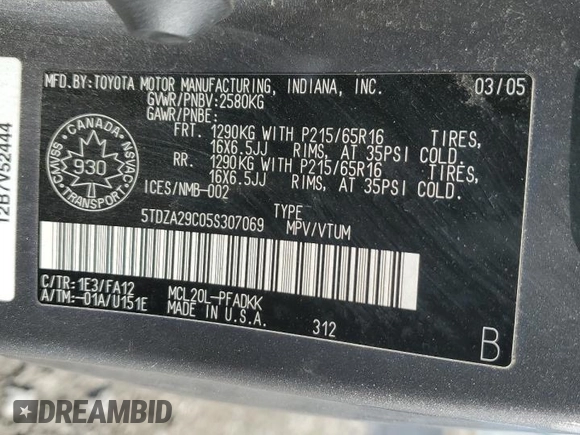 MFD.BY:TOYOTA MOTOR MANUFACTURING, INDIANA, INC. 03/05
GVWR/PNBV:2580KG
GAWR/PNBE:
FRT. 1290KG WITH P215/65R16 TIRES,
16X6.5JJ RIMS, AT 35PSI COLD.
RR. 1290KG WITH P215/65R16 TIRES,
16X6.5JJ RIMS, AT 35PSI COLD.
ICES/NMB-002
5TDZA29C05S307069 TYPE
MPV/VTUM
CANADA
CMVSS NSVAC
930
TRANSPORT
C/TR:1E3/FA12 MCL20L-PFADKK
A/TM:-01A/U151E MADE IN U.S.A. 312
B
12B7V52444
DREAMBID